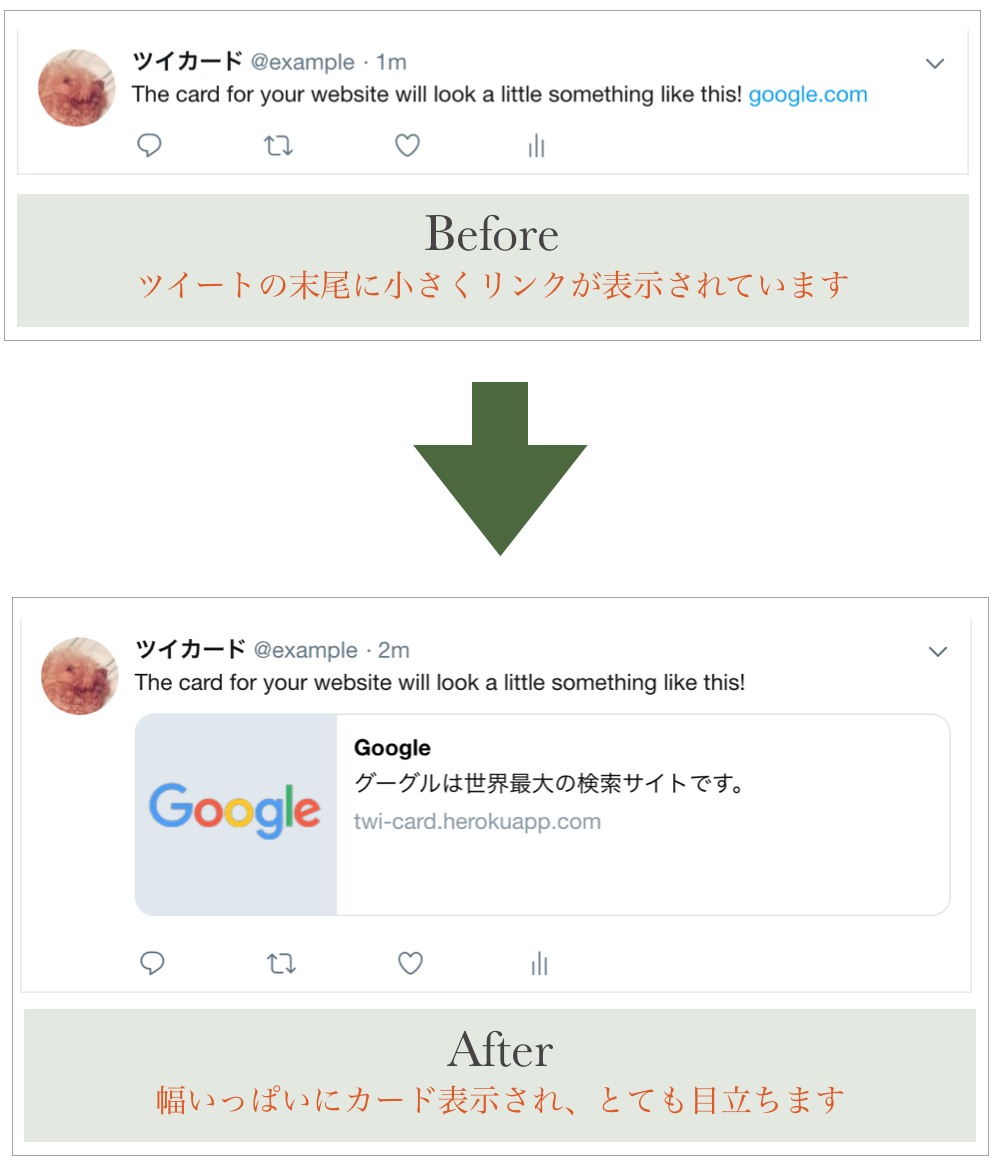 ツイカード @example · 1m
The card for your website will look a little something like this! google.com
Before
ツイートの末尾に小さくリンクが表示されています
ツイカード @example · 2m
The card for your website will look a little something like this!
Google
Google
グーグルは世界最大の検索サイトです。
twi-card.herokuapp.com
After
幅いっぱいにカード表示され、とても目立ちます